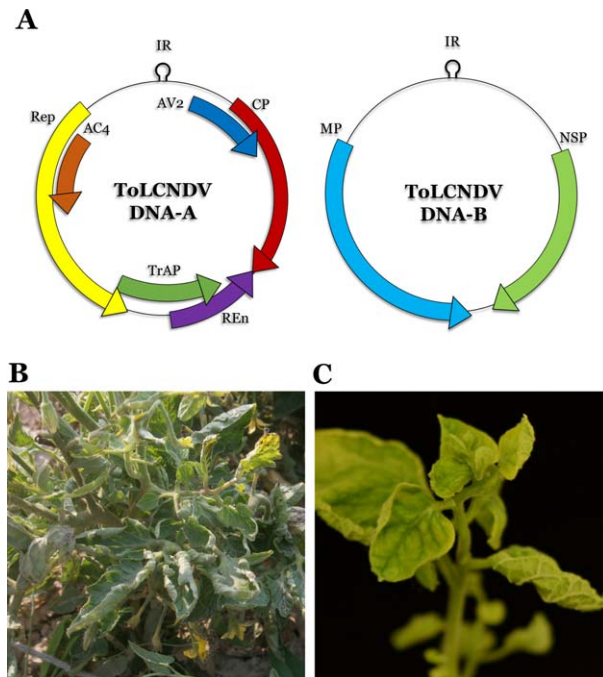 A
IR
AV2
CP
Rep
AC4
ToLCNDV
DNA-A
TrAP
REn
IR
MP
NSP
ToLCNDV
DNA-B
B
C